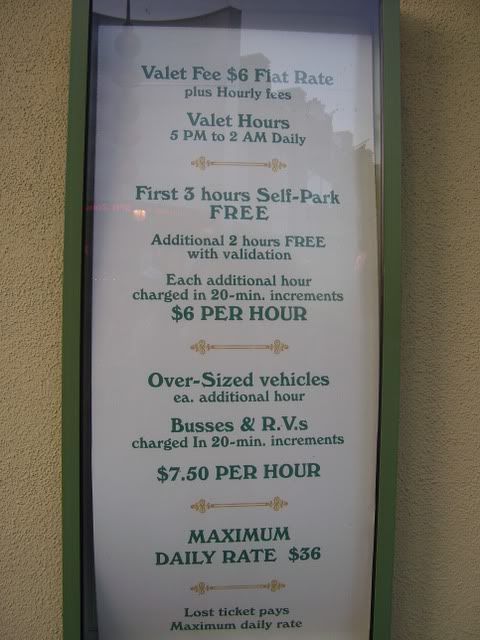 Valet Fee $6 Flat Rate
plus Hourly fees
Valet Hours
5 PM to 2 AM Daily
First 3 hours Self-Park
FREE
Additional 2 hours FREE
with validation
Each additional hour
charged in 20-min. increments
$6 PER HOUR
Over-Sized vehicles
ea. additional hour
Busses & R.V.s
charged In 20-min. increments
$7.50 PER HOUR
MAXIMUM
DAILY RATE $36
Lost ticket pays
Maximum daily rate